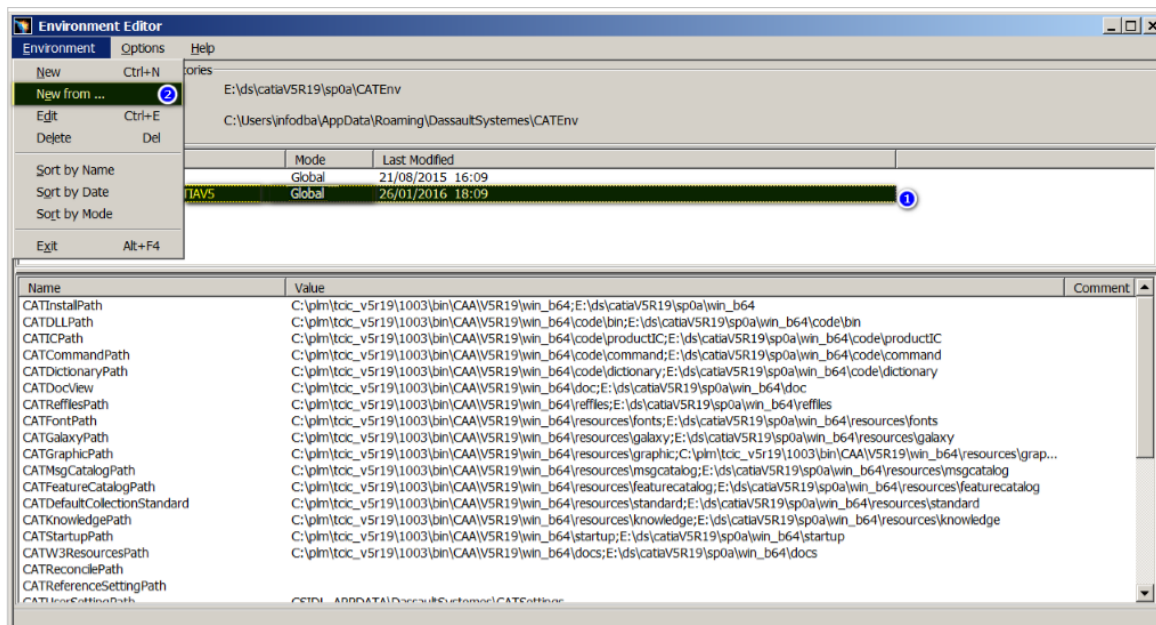 Environment Editor
Environment Options Help
New Ctrl+N
New from ... 2
Edit Ctrl+E
Delete Del
Sort by Name
Sort by Date
Sort by Mode
Exit Alt+F4
tories
E:\ds\catiaV5R19\sp0a\CATEnv
C:\Users\infodba\AppData\Roaming\DassaultSystemes\CATEnv
Mode Last Modified
Global 21/08/2015 16:09
TIAV5 Global 26/01/2016 18:09 1
Name Value Comment
CATInstallPath C:\plm\tcic_v5r19\1003\bin\CAA\V5R19\win_b64;E:\ds\catiaV5R19\sp0a\win_b64
CATDLLPath C:\plm\tcic_v5r19\1003\bin\CAA\V5R19\win_b64\code\bin;E:\ds\catiaV5R19\sp0a\win_b64\code\bin
CATICPath C:\plm\tcic_v5r19\1003\bin\CAA\V5R19\win_b64\code\productIC;E:\ds\catiaV5R19\sp0a\win_b64\code\productIC
CATCommandPath C:\plm\tcic_v5r19\1003\bin\CAA\V5R19\win_b64\code\command;E:\ds\catiaV5R19\sp0a\win_b64\code\command
CATDictionaryPath C:\plm\tcic_v5r19\1003\bin\CAA\V5R19\win_b64\code\dictionary;E:\ds\catiaV5R19\sp0a\win_b64\code\dictionary
CATDocView C:\plm\tcic_v5r19\1003\bin\CAA\V5R19\win_b64\doc;E:\ds\catiaV5R19\sp0a\win_b64\doc
CATReffilesPath C:\plm\tcic_v5r19\1003\bin\CAA\V5R19\win_b64\reffiles;E:\ds\catiaV5R19\sp0a\win_b64\reffiles
CATFontPath C:\plm\tcic_v5r19\1003\bin\CAA\V5R19\win_b64\resources\fonts;E:\ds\catiaV5R19\sp0a\win_b64\resources\fonts
CATGalaxyPath C:\plm\tcic_v5r19\1003\bin\CAA\V5R19\win_b64\resources\galaxy;E:\ds\catiaV5R19\sp0a\win_b64\resources\galaxy
CATGraphicPath C:\plm\tcic_v5r19\1003\bin\CAA\V5R19\win_b64\resources\graphic;C:\plm\tcic_v5r19\1003\bin\CAA\V5R19\win_b64\resources\grap...
CATMsgCatalogPath C:\plm\tcic_v5r19\1003\bin\CAA\V5R19\win_b64\resources\msgcatalog;E:\ds\catiaV5R19\sp0a\win_b64\resources\msgcatalog
CATFeatureCatalogPath C:\plm\tcic_v5r19\1003\bin\CAA\V5R19\win_b64\resources\featurecatalog;E:\ds\catiaV5R19\sp0a\win_b64\resources\featurecatalog
CATDefaultCollectionStandard C:\plm\tcic_v5r19\1003\bin\CAA\V5R19\win_b64\resources\standard;E:\ds\catiaV5R19\sp0a\win_b64\resources\standard
CATKnowledgePath C:\plm\tcic_v5r19\1003\bin\CAA\V5R19\win_b64\resources\knowledge;E:\ds\catiaV5R19\sp0a\win_b64\resources\knowledge
CATStartupPath C:\plm\tcic_v5r19\1003\bin\CAA\V5R19\win_b64\startup;E:\ds\catiaV5R19\sp0a\win_b64\startup
CATW3ResourcesPath C:\plm\tcic_v5r19\1003\bin\CAA\V5R19\win_b64\docs;E:\ds\catiaV5R19\sp0a\win_b64\docs
CATReconcilePath
CATReferenceSettingPath
CATUserSettingPath CSIDL_APPDATA\DassaultSystemes\CATSettings